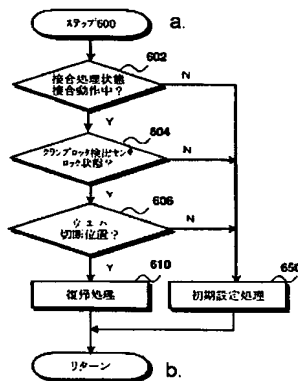 ステップ600
a.
602
接合処理状態
接合動作中?
N
Y
604
クランプロック検出センサ
ロック状態?
N
Y
606
切断位置?
N
Y
610
復帰処理
650
初期設定処理
リターン
b.